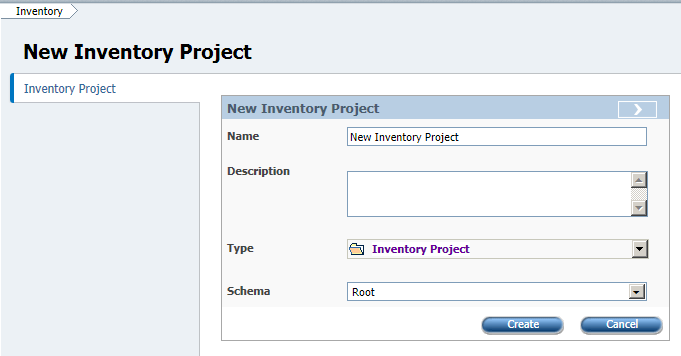 Inventory
New Inventory Project
Inventory Project
New Inventory Project
Name
New Inventory Project
Description
Type
Inventory Project
Schema
Root
Create
Cancel